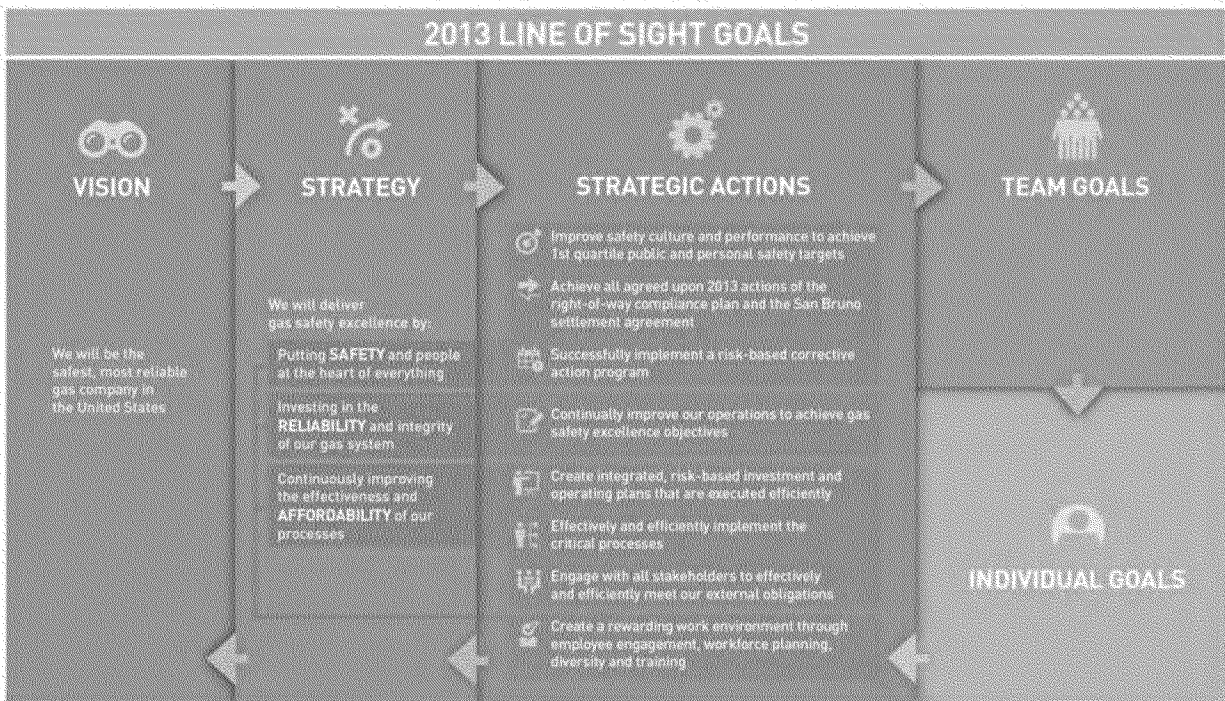 2013 LINE OF SIGHT GOALS
VISION
We will be the
safest, most reliable
gas company in
the United States
STRATEGY
We will deliver
gas safety excellence by:
Putting SAFETY and people
at the heart of everything
Investing in the
RELIABILITY and integrity
of our gas system
Continuously improving
the effectiveness and
AFFORDABILITY of our
processes
STRATEGIC ACTIONS
Improve safety culture and performance to achieve
1st quartile public and personal safety targets
Achieve all agreed upon 2013 actions of the
right-of-way compliance plan and the San Bruno
settlement agreement
Successfully implement a risk-based corrective
action program
Continually improve our operations to achieve gas
safety excellence objectives
Create integrated, risk-based investment and
operating plans that are executed efficiently
Effectively and efficiently implement the
critical processes
Engage with all stakeholders to effectively
and efficiently meet our external obligations
Create a rewarding work environment through
employee engagement, workforce planning,
diversity and training
TEAM GOALS
INDIVIDUAL GOALS